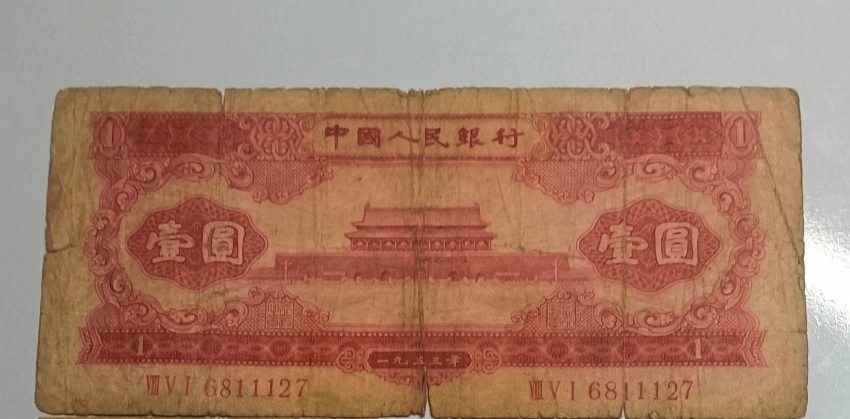 中國人民銀行
1 1
壹圓 壹圓
1 1
一九五三年
VIII V I 6811127 VIII V I 6811127